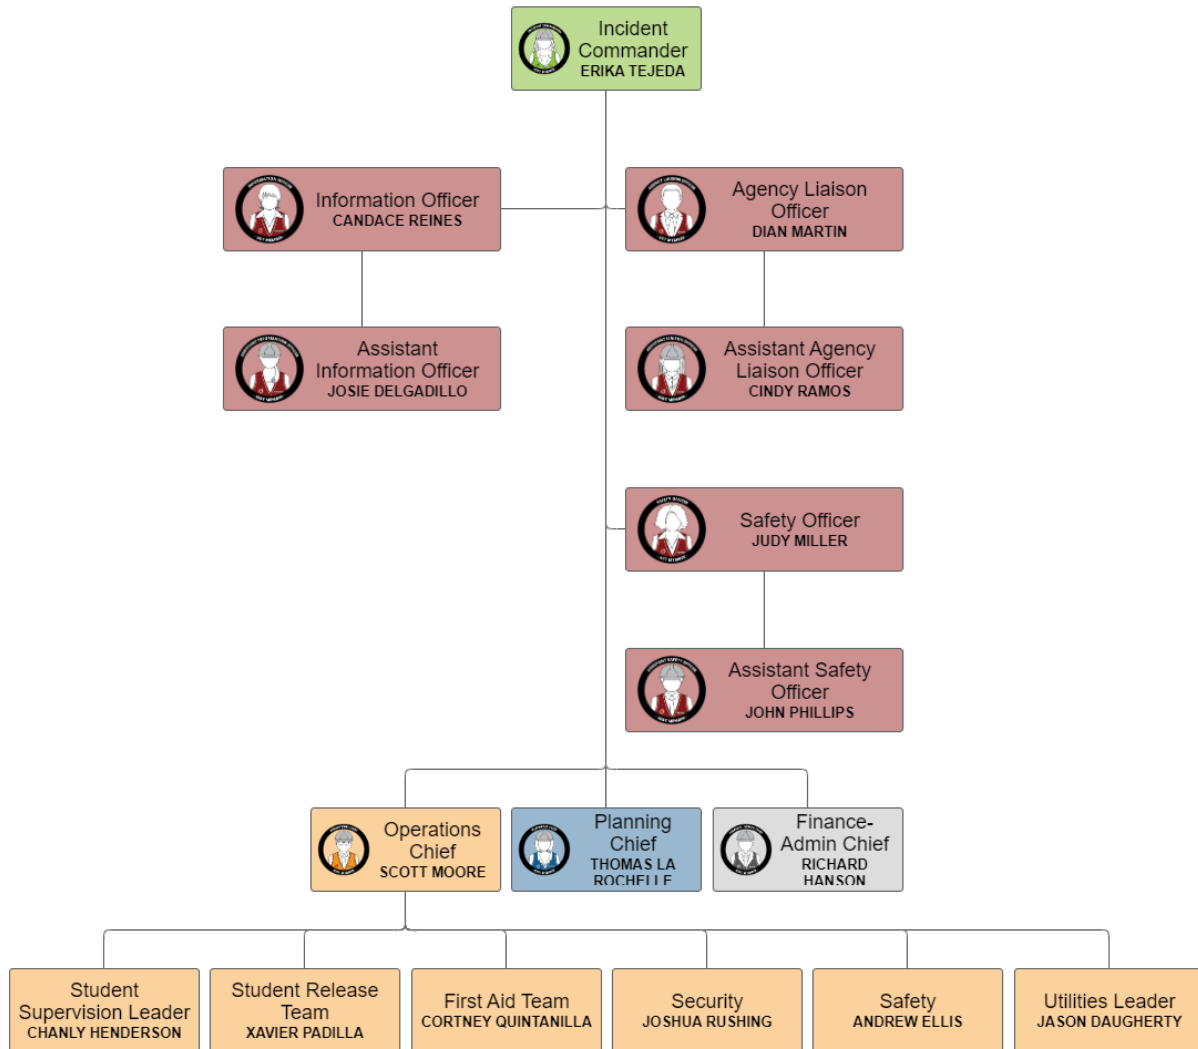 Incident
Commander
ERIKA TEJEDA
Information Officer
CANDACE REINES
Agency Liaison
Officer
DIAN MARTIN
Assistant
Information Officer
JOSIE DELGADILLO
Assistant Agency
Liaison Officer
CINDY RAMOS
Safety Officer
JUDY MILLER
Assistant Safety
Officer
JOHN PHILLIPS
Operations
Chief
SCOTT MOORE
Planning
Chief
THOMAS LA
ROCHELLE
Finance-
Admin Chief
RICHARD
HANSON
Student
Supervision Leader
CHANLY HENDERSON
Student Release
Team
XAVIER PADILLA
First Aid Team
CORTNEY QUINTANILLA
Security
JOSHUA RUSHING
Safety
ANDREW ELLIS
Utilities Leader
JASON DAUGHERTY